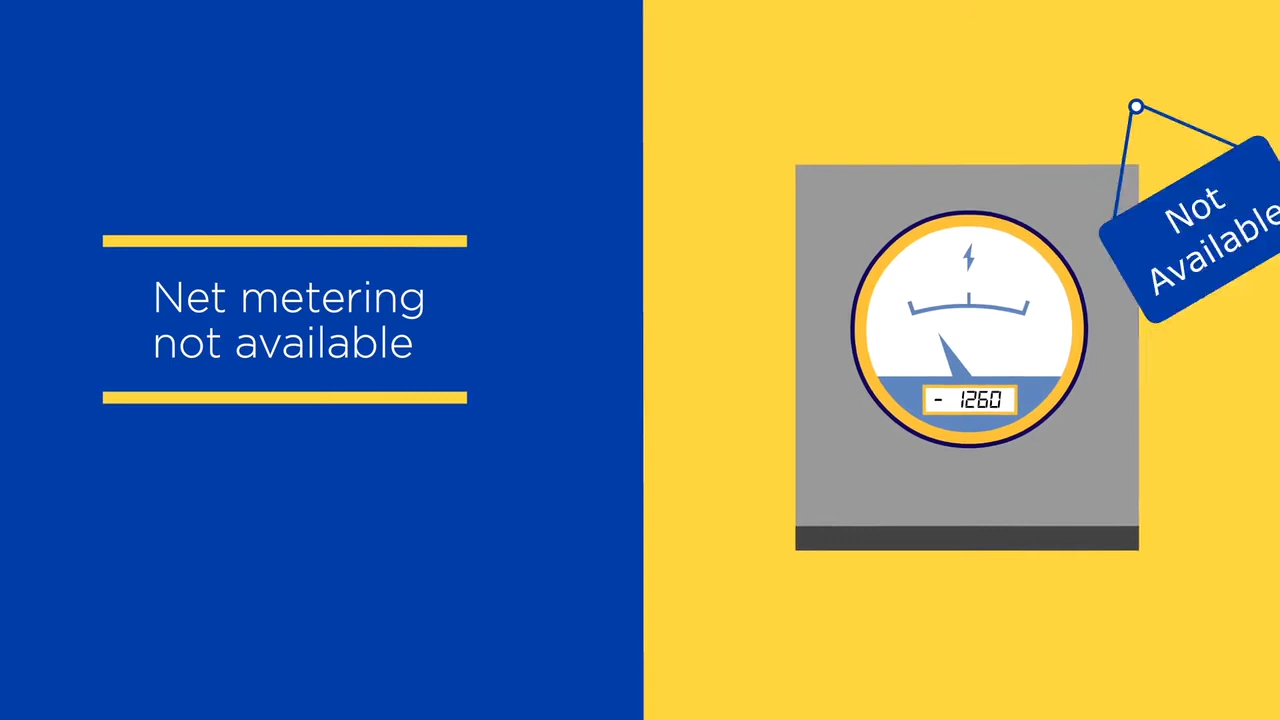 Net metering
not available
Not
Available
- 1260